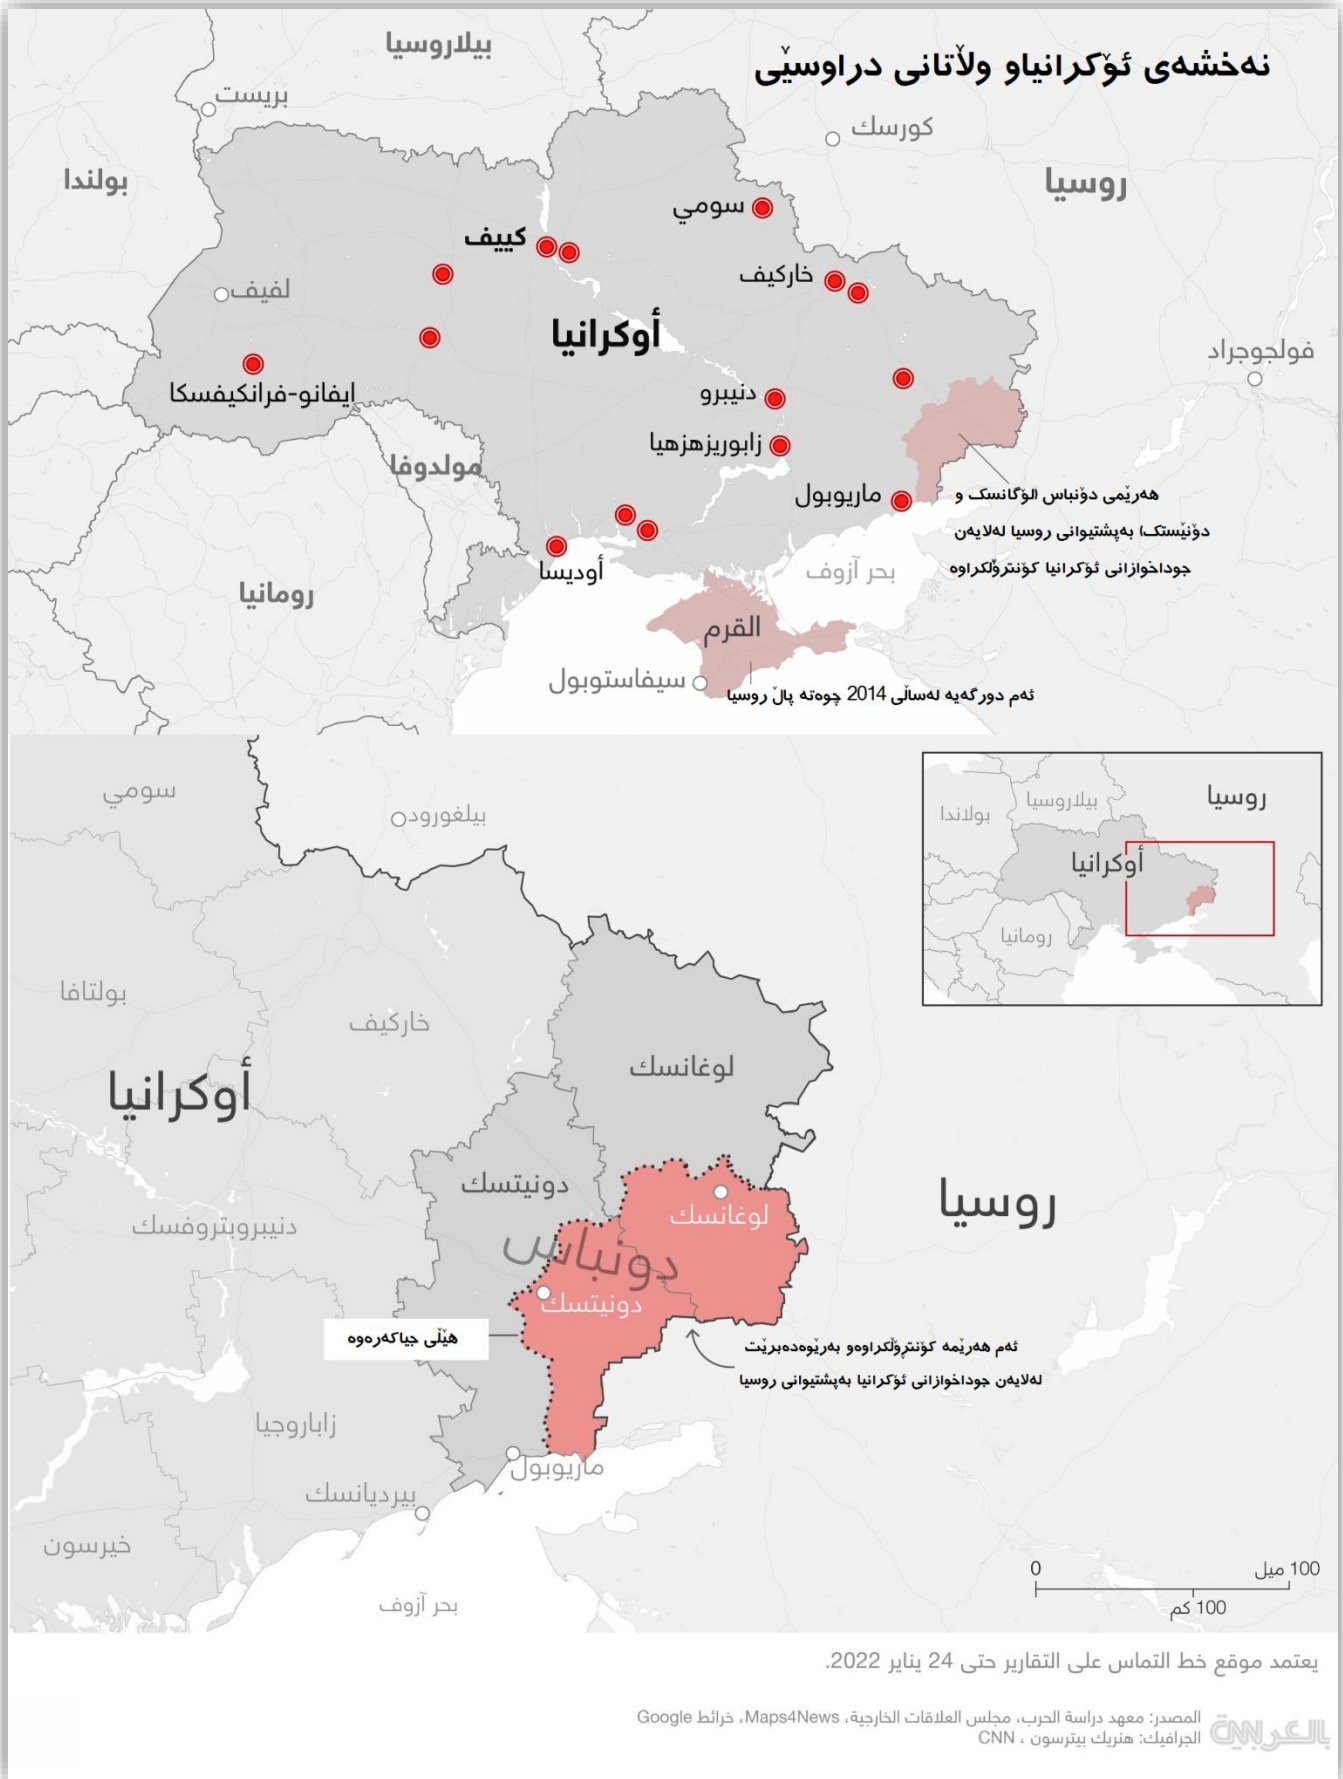 نەخشەی ئۆکرانیاو وڵاتانی دراوسێی
بيلاروسيا
بريست
كورسك
بولندا
روسيا
سومي
كييف
خاركيف
لفيف
أوكرانيا
فولجوجراد
ايفانو-فرانكيفسكا
دنيبرو
زابوريزهزهيا
مولدوفا
ماريوبول
هەرێمی دۆنباس (لۆگانسک و
دۆنێستک) بەپشتیوانی روسیا لەلایەن
جوداخوازانی ئۆکرانیا کۆنترۆڵکراوە
أوديسا
بحر آزوف
رومانيا
القرم
سيفاستوبول
ئەم دورگەیە لەساڵی 2014 چوەتە پاڵ روسیا
سومي
بيلغورود
روسيا
بيلاروسيا
بولاندا
أوكرانيا
رومانيا
بولتافا
خاركيف
أوكرانيا
لوغانسك
دونيتسك
روسيا
لوغانسك
دنيبروبتروفسك
دونباس
دونيتسك
هێڵی جیاکەرەوە
ئەم هەرێمە کۆنترۆڵکراوەو بەرێوەدەبرێت
لەلایەن جوداخوازانی ئۆکرانیا بەپشتیوانی روسیا
زاباروجيا
ماريوبول
بيرديانسك
خيرسون
بحر آزوف
0
100 ميل
100 كم
يعتمد موقع خط التماس على التقارير حتى 24 يناير 2022.
المصدر: معهد دراسة الحرب، مجلس العلاقات الخارجية، Maps4News، خرائط Google
الجرافيك: هنريك بيترسون ، CNN
CNN بالعربية